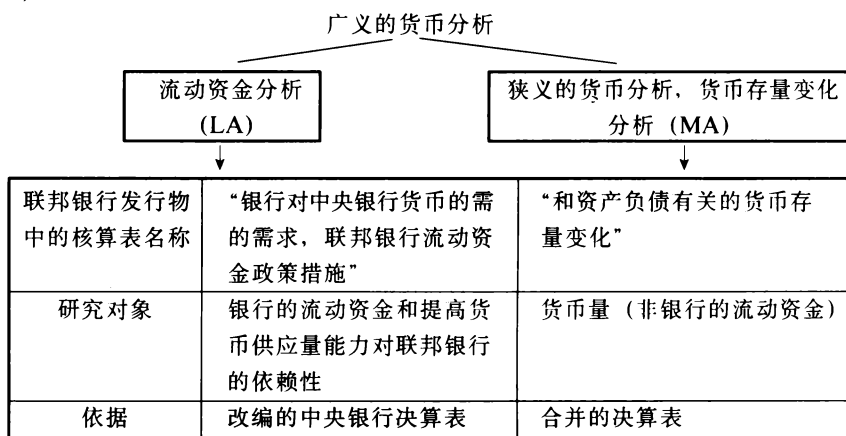 广义的货币分析
流动资金分析
(LA)
狭义的货币分析，货币存量变化
分析 (MA)
联邦银行发行物
中的核算表名称
“银行对中央银行货币的需
的需求，联邦银行流动资
金政策措施”
“和资产负债有关的货币存
量变化”
研究对象
银行的流动资金和提高货
币供应量能力对联邦银行
的依赖性
货币量（非银行的流动资金）
依据
改编的中央银行决算表
合并的决算表